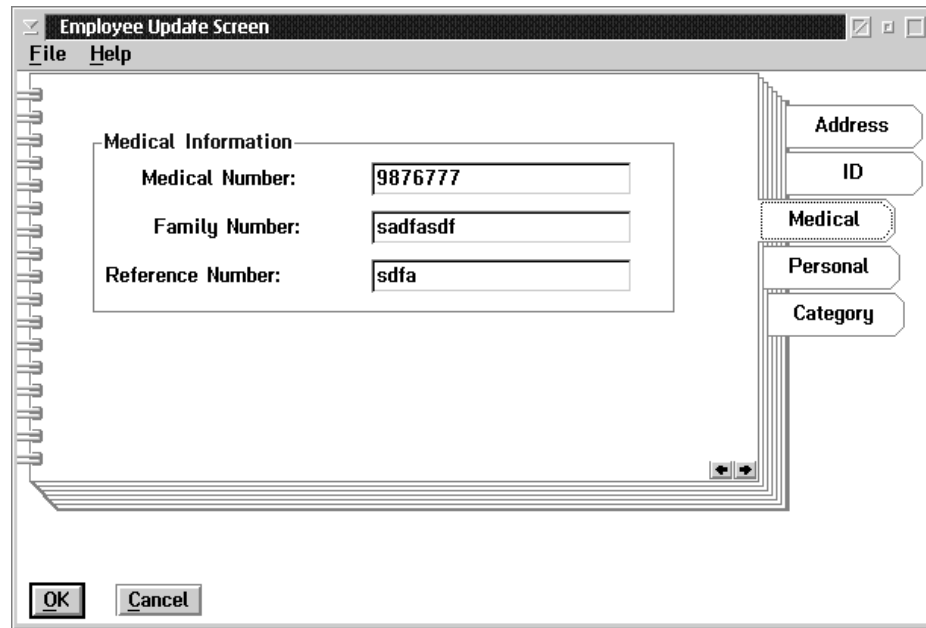 Employee Update Screen
File Help
Medical Information
Medical Number: 9876777
Family Number: sadfasdf
Reference Number: sdfa
Address
ID
Medical
Personal
Category
OK Cancel